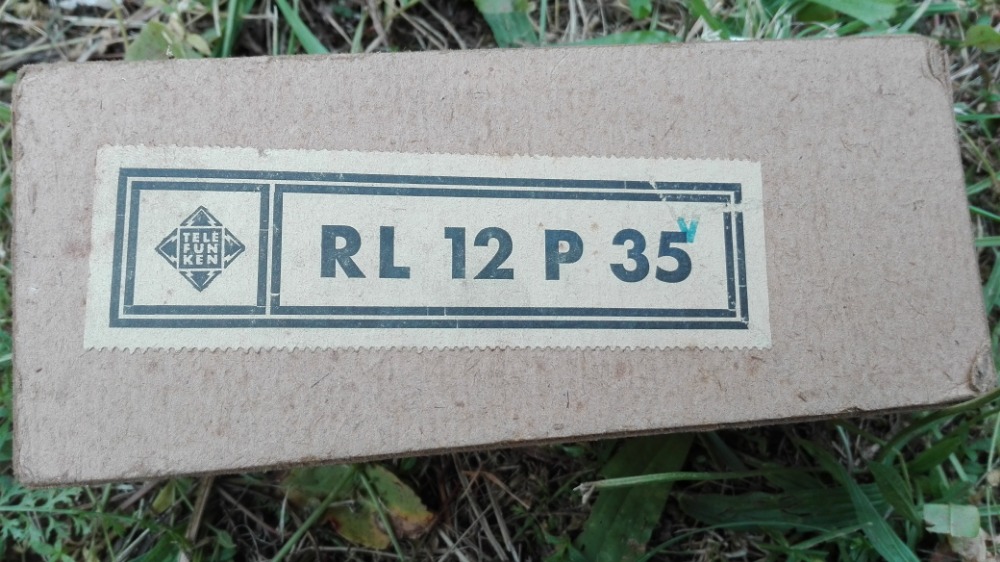 TELE
FUN
KEN
RL 12 P 35
V